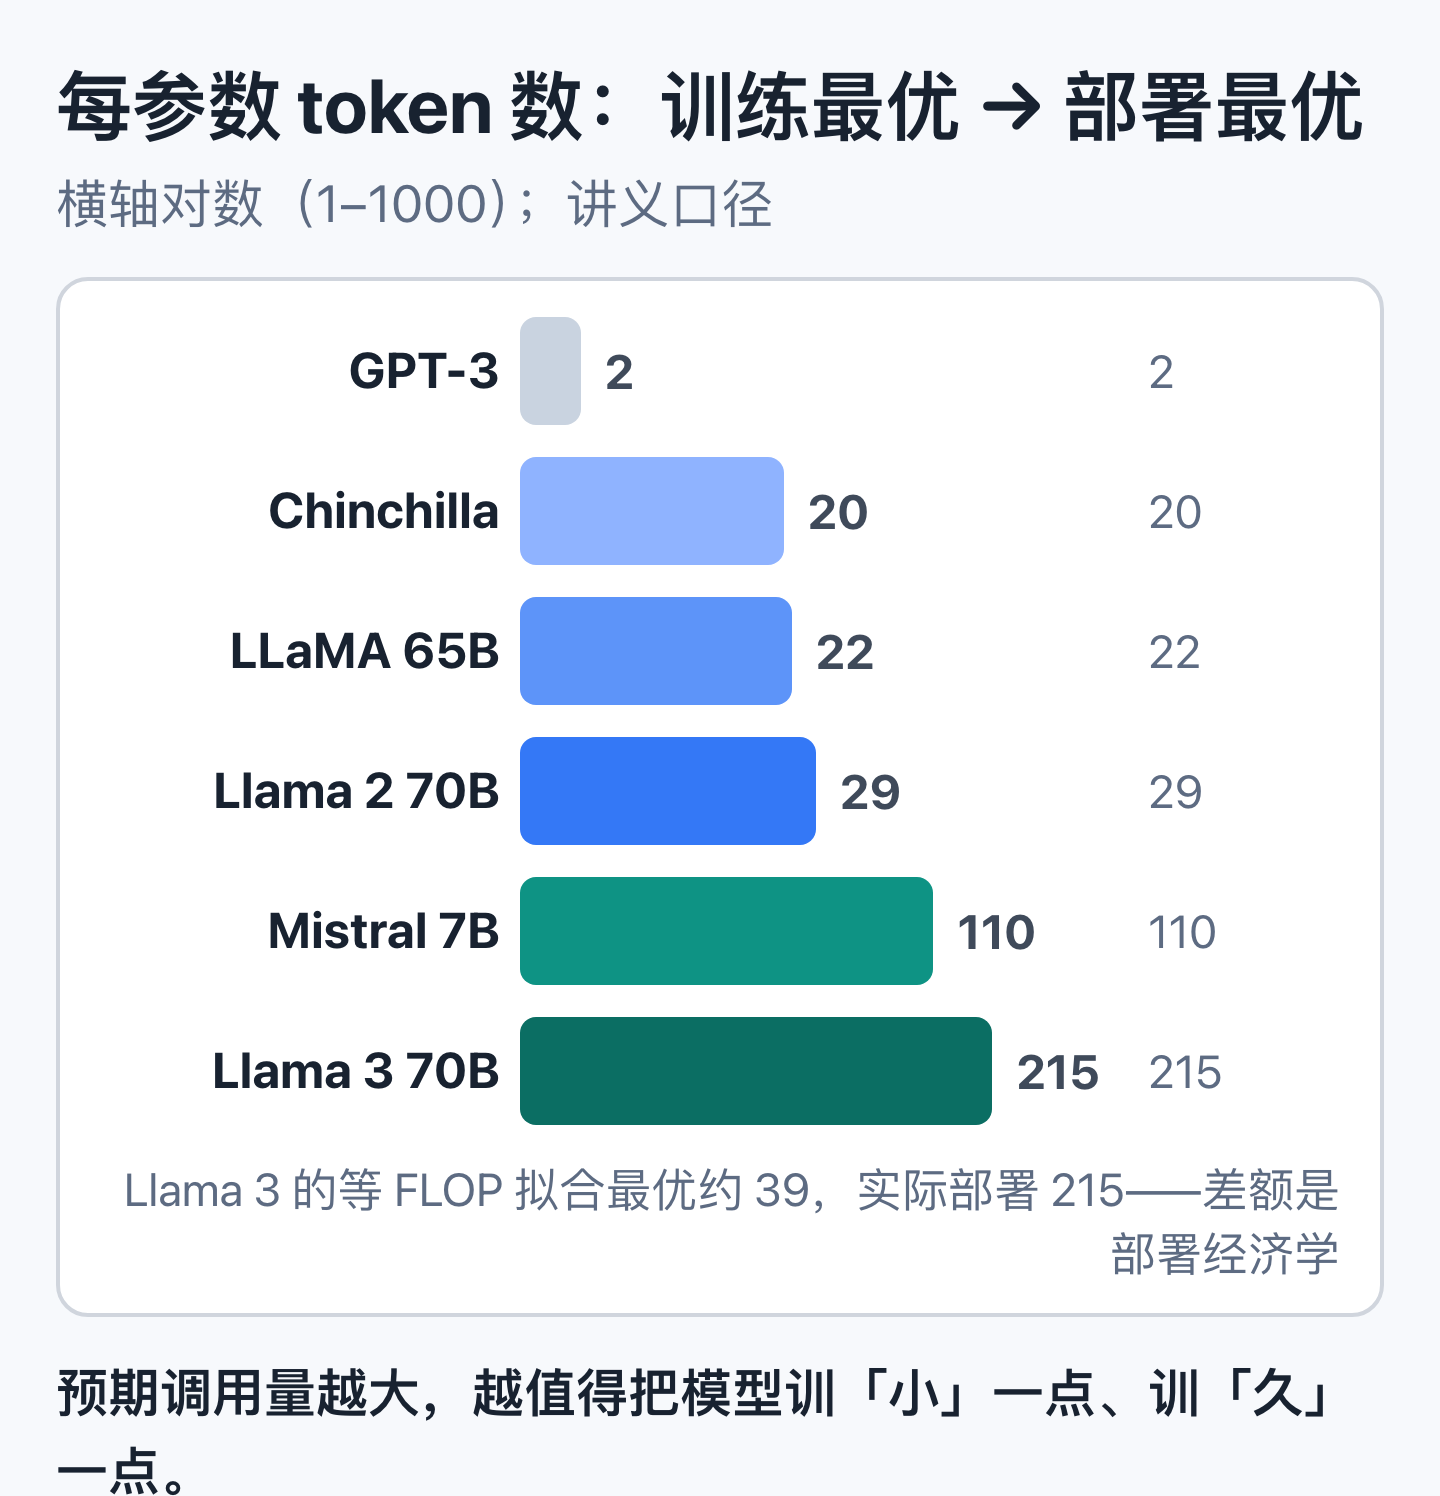 每参数 token 数：训练最优 → 部署最优
横轴对数（1–1000）；讲义口径
GPT-3 2 2
Chinchilla 20 20
LLaMA 65B 22 22
Llama 2 70B 29 29
Mistral 7B 110 110
Llama 3 70B 215 215
Llama 3 的等 FLOP 拟合最优约 39，实际部署 215——差额是
部署经济学
预期调用量越大，越值得把模型训「小」一点、训「久」
一点。